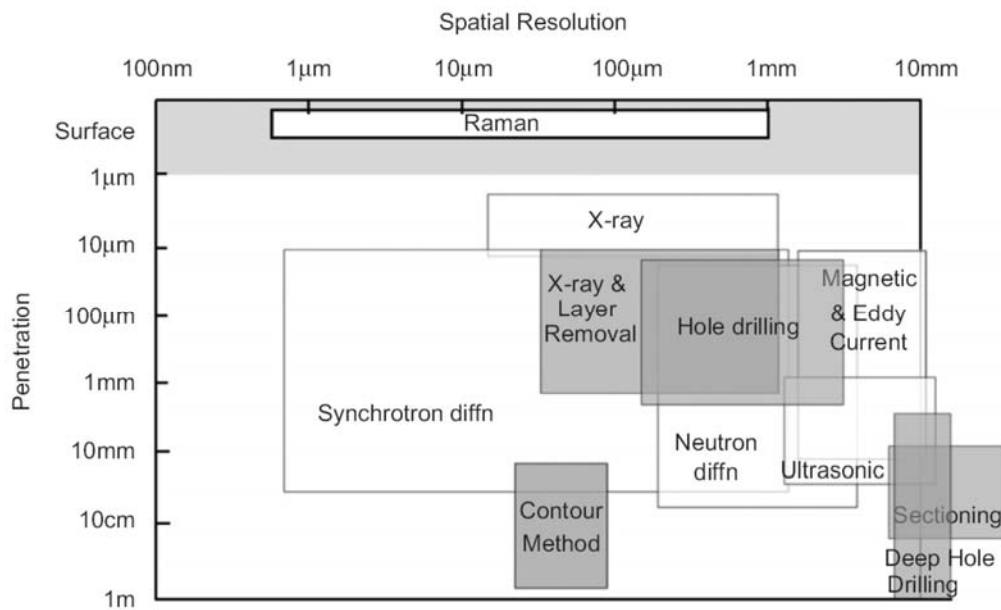 Spatial Resolution
100nm
1μm
10μm
100μm
1mm
10mm
Surface
1μm
10μm
100μm
1mm
10mm
10cm
1m
Penetration
Raman
X-ray
X-ray &
Layer
Removal
Hole drilling
Magnetic
& Eddy
Current
Synchrotron diffn
Neutron
diffn
Ultrasonic
Contour
Method
Sectioning
Deep Hole
Drilling